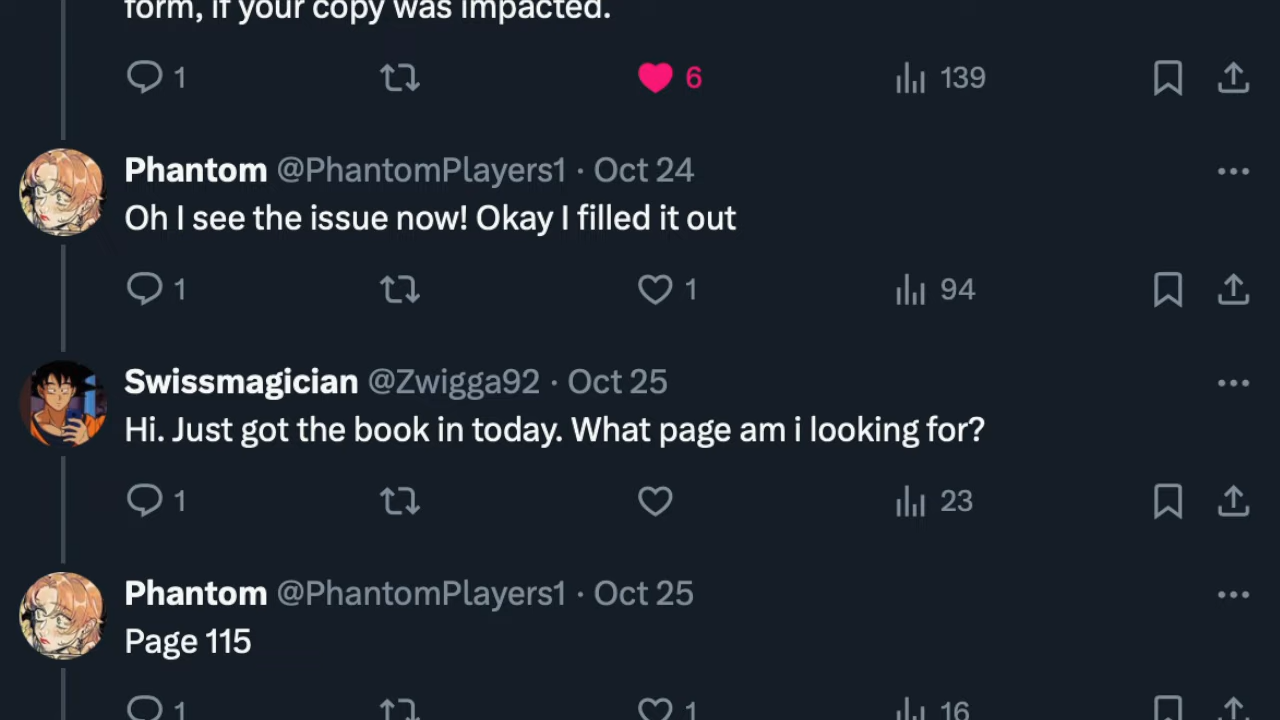 form, if your copy was impacted.
1 6 139
Phantom @PhantomPlayers1 · Oct 24
Oh I see the issue now! Okay I filled it out
1 1 94
Swissmagician @Zwigga92 · Oct 25
Hi. Just got the book in today. What page am i looking for?
1 23
Phantom @PhantomPlayers1 · Oct 25
Page 115
1 1 16